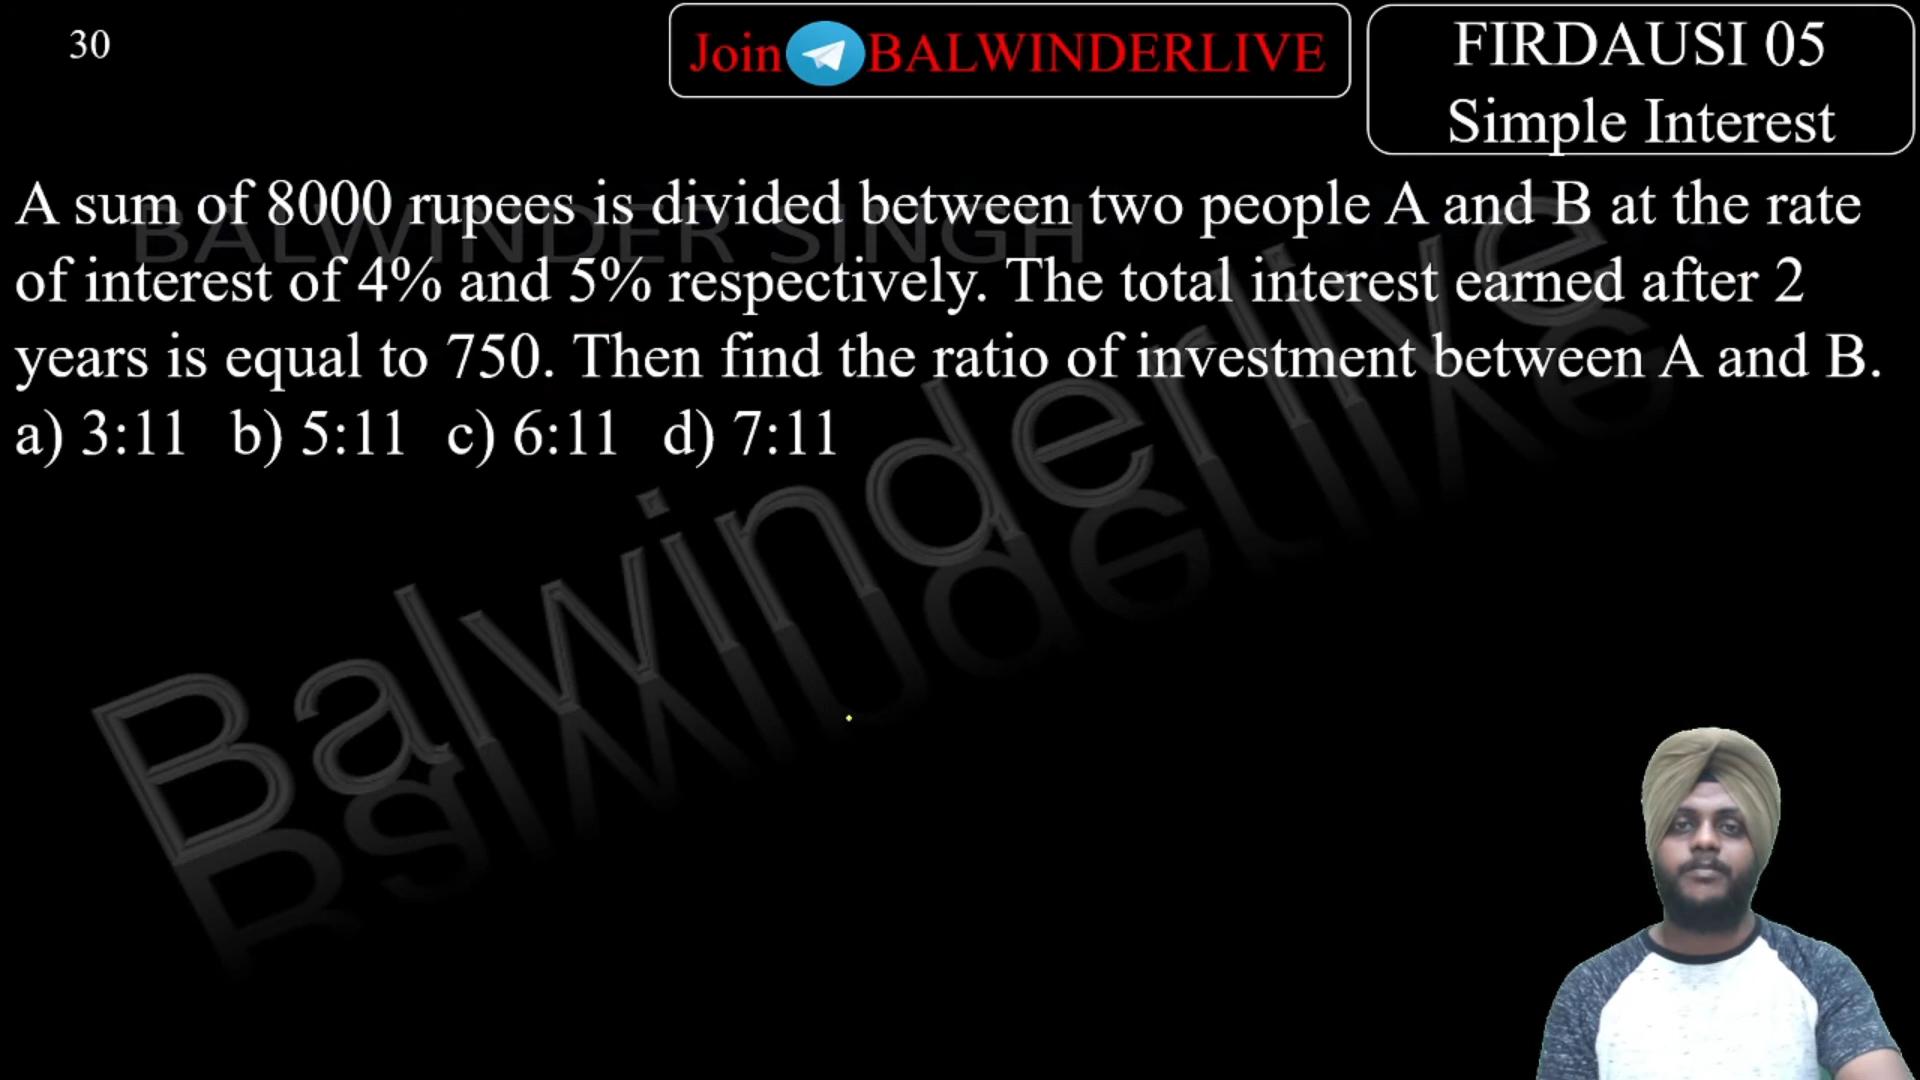 30
Join BALWINDERLIVE
FIRDAUSI 05
Simple Interest
A sum of 8000 rupees is divided between two people A and B at the rate
of interest of 4% and 5% respectively. The total interest earned after 2
years is equal to 750. Then find the ratio of investment between A and B.
a) 3:11 b) 5:11 c) 6:11 d) 7:11
BALWINDER SINGH
Balwinderlive